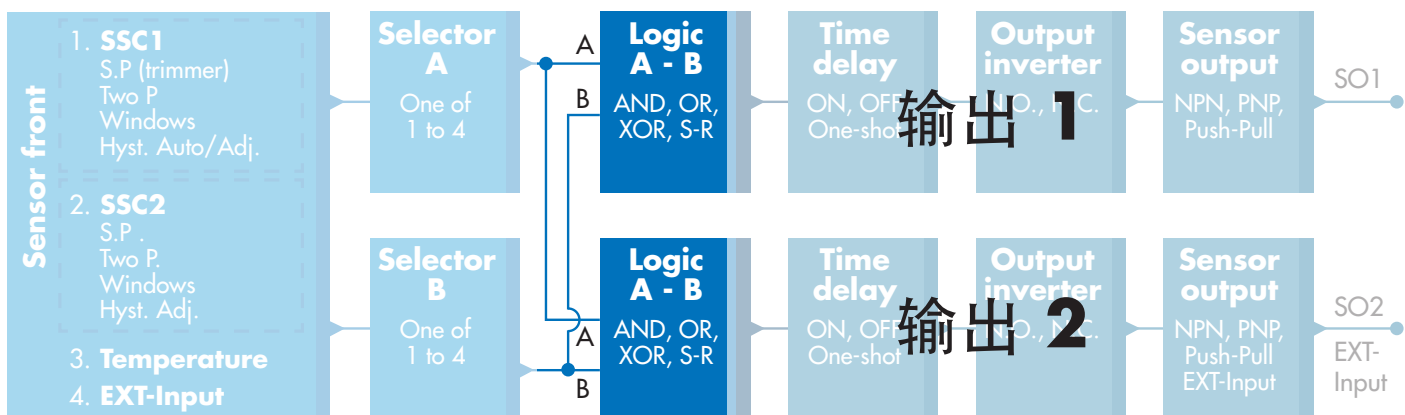 Sensor front
1. SSC1
S.P (trimmer)
Two P
Windows
Hyst. Auto/Adj.
2. SSC2
S.P .
Two P.
Windows
Hyst. Adj.
3. Temperature
4. EXT-Input
Selector
A
One of
1 to 4
A
B
Logic
A - B
AND, OR,
XOR, S-R
Time
delay
ON, OFF
One-shot
Output
inverter
N.O., N.C.
输出 1
Sensor
output
NPN, PNP,
Push-Pull
SO1
Selector
B
One of
1 to 4
A
B
Logic
A - B
AND, OR,
XOR, S-R
Time
delay
ON, OFF
One-shot
Output
inverter
N.O., N.C.
输出 2
Sensor
output
NPN, PNP,
Push-Pull
EXT-Input
SO2
EXT-
Input